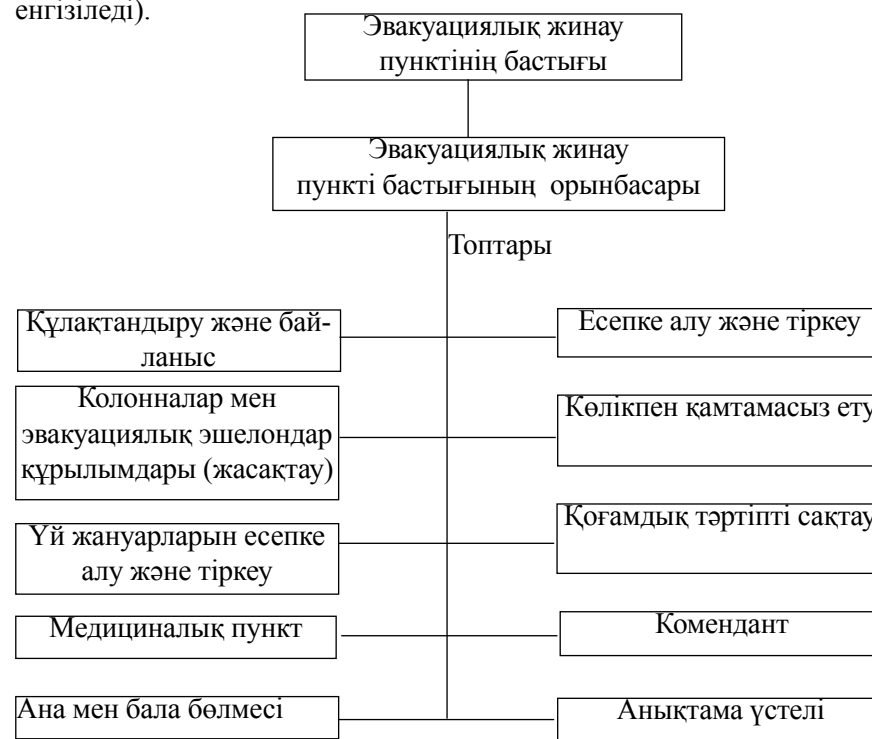 енгізіледі).
Эвакуациялық жинау
пунктінің бастығы
Эвакуациялық жинау
пункті бастығының орынбасары
Топтары
Құлақтандыру және бай-
ланыс
Есепке алу және тіркеу
Колонналар мен
эвакуациялық эшелондар
құрылымдары (жасақтау)
Көлікпен қамтамасыз ету
Үй жануарларын есепке
алу және тіркеу
Қоғамдық тәртіпті сақтау
Медициналық пункт
Комендант
Ана мен бала бөлмесі
Анықтама үстелі